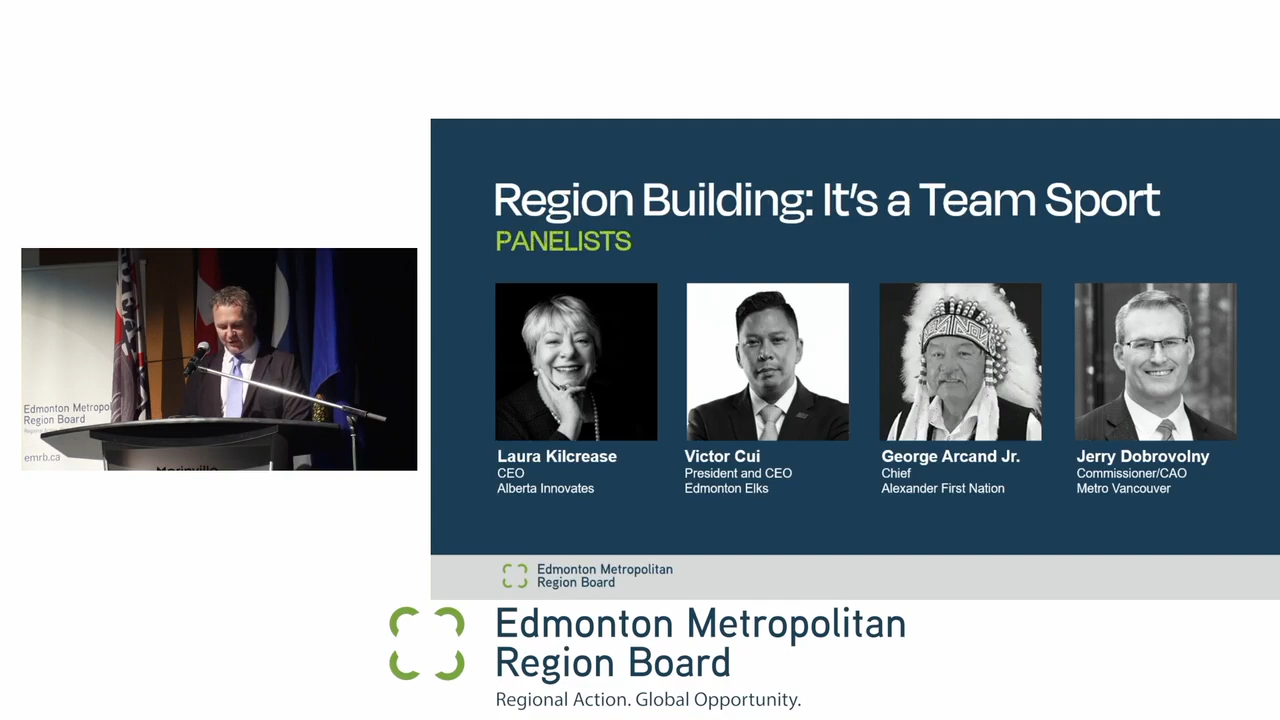 Region Building: It's a Team Sport
PANELISTS
Laura Kilcrease
CEO
Alberta Innovates
Victor Cui
President and CEO
Edmonton Elks
George Arcand Jr.
Chief
Alexander First Nation
Jerry Dobrovolny
Commissioner/CAO
Metro Vancouver
Edmonton Metropol
Region Board
emrb.ca
Morinville
Edmonton Metropolitan
Region Board
Edmonton Metropolitan
Region Board
Regional Action. Global Opportunity.